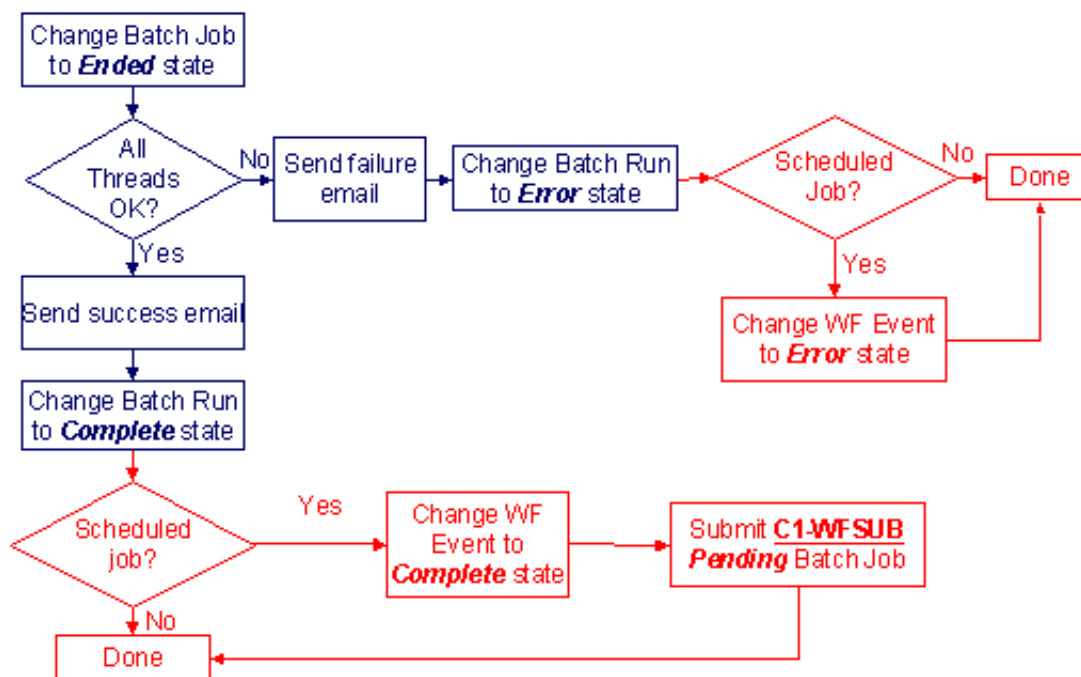 Change Batch Job
to Ended state
All
Threads
OK?
No
Send failure
email
Change Batch Run
to Error state
Scheduled
Job?
No
Done
Yes
Change WF Event
to Error state
Yes
Send success email
Change Batch Run
to Complete state
Scheduled
job?
Yes
Change WF
Event to
Complete state
Submit C1-WFSUB
Pending Batch Job
No
Done